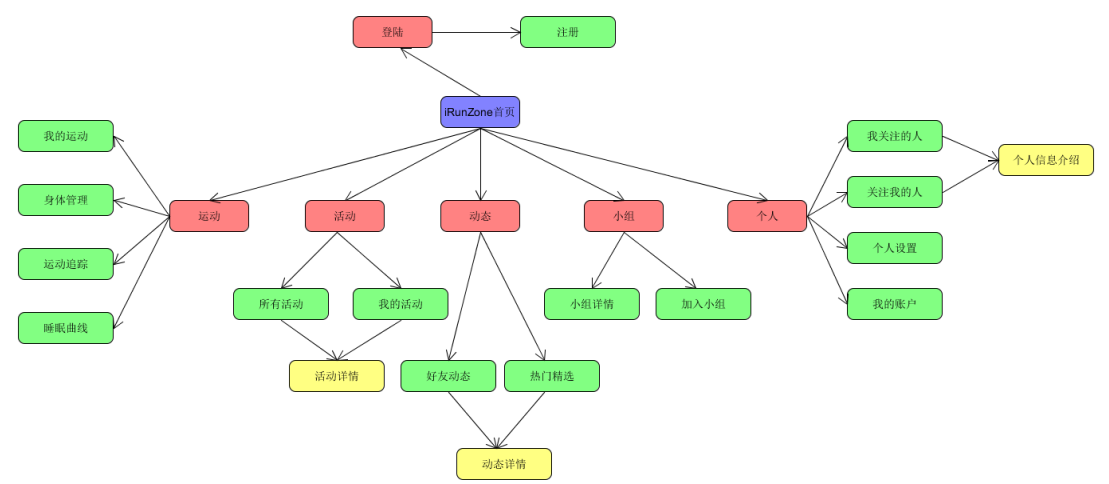 登陆
注册
iRunZone首页
我的运动
我关注的人
个人信息介绍
身体管理
关注我的人
运动
活动
动态
小组
个人
个人设置
运动追踪
所有活动
我的活动
小组详情
加入小组
我的账户
睡眠曲线
活动详情
好友动态
热门精选
动态详情